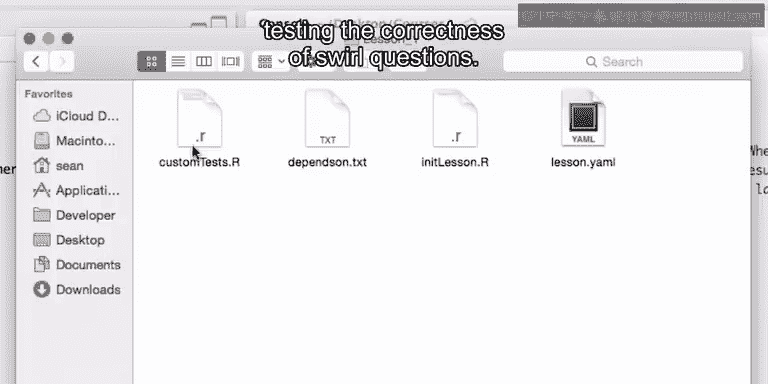 testing the correctness
of swirl questions.
Search
Favorites
iCloud D...
Macinto...
sean
Applicati...
Developer
Desktop
Documents
Downloads
.r
customTests.R
TXT
dependson.txt
.r
initLesson.R
YAML
lesson.yaml